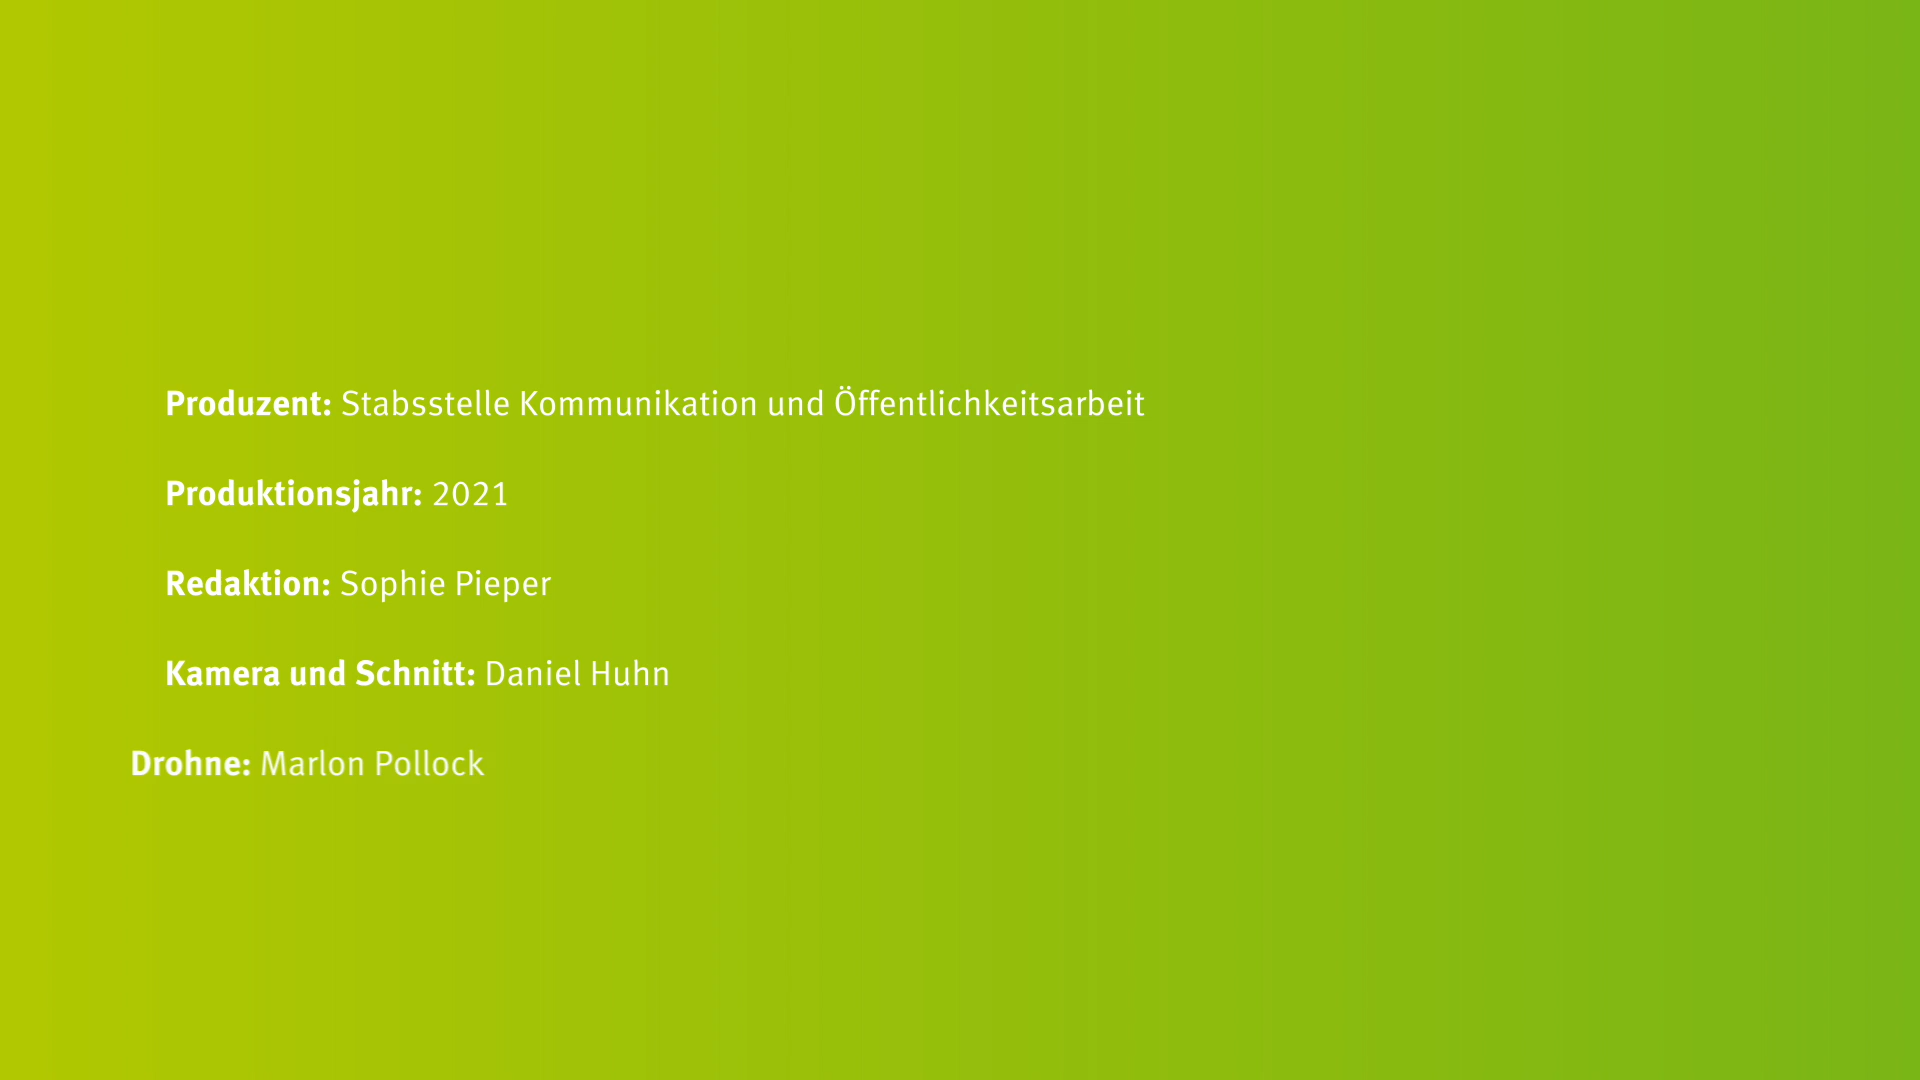 Produzent: Stabsstelle Kommunikation und Öffentlichkeitsarbeit
Produktionsjahr: 2021
Redaktion: Sophie Pieper
Kamera und Schnitt: Daniel Huhn
Drohne: Marlon Pollock